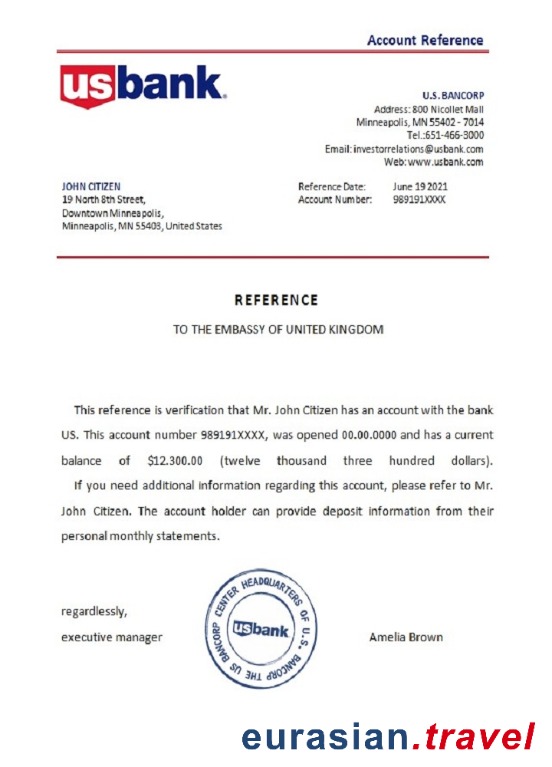 Account Reference
usbank.
U.S. BANCORP
Address: 800 Nicollet Mall
Minneapolis, MN 55402 - 7014
Tel.:651-466-3000
Email: investorrelations@usbank.com
Web: www.usbank.com
JOHN CITIZEN
19 North 8th Street,
Downtown Minneapolis,
Minneapolis, MN 55403, United States
Reference Date: June 19 2021
Account Number: 989191XXXX
REFERENCE
TO THE EMBASSY OF UNITED KINGDOM
This reference is verification that Mr. John Citizen has an account with the bank
US. This account number 989191XXXX, was opened 00.00.0000 and has a current
balance of $12.300.00 (twelve thousand three hundred dollars).
If you need additional information regarding this account, please refer to Mr.
John Citizen. The account holder can provide deposit information from their
personal monthly statements.
regardlessly,
executive manager
CENTER HEADQUARTERS OF U.S. BANCORP THE US BANCORP
usbank
Amelia Brown
eurasian.travel